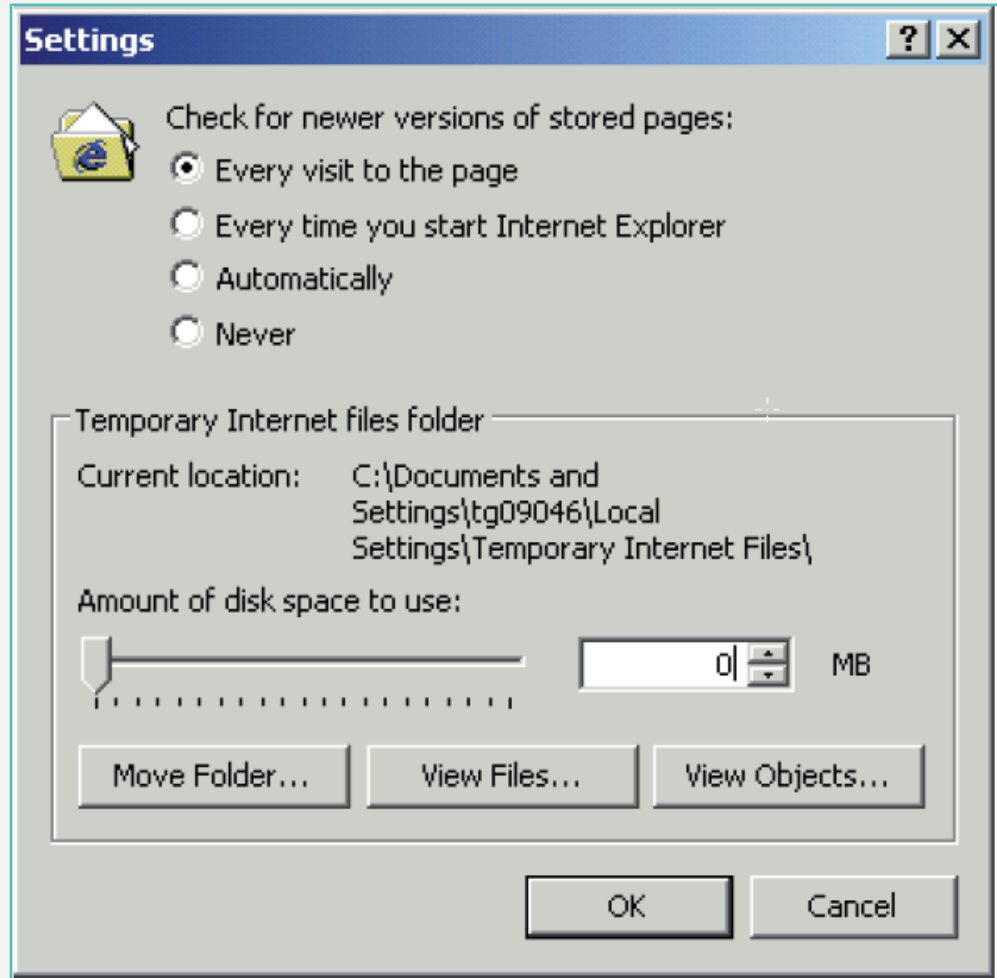 Settings
Check for newer versions of stored pages:
Every visit to the page
Every time you start Internet Explorer
Automatically
Never
Temporary Internet files folder
Current location: C:\Documents and
Settings\tg09046\Local
Settings\Temporary Internet Files\
Amount of disk space to use:
0 MB
Move Folder... View Files... View Objects...
OK Cancel